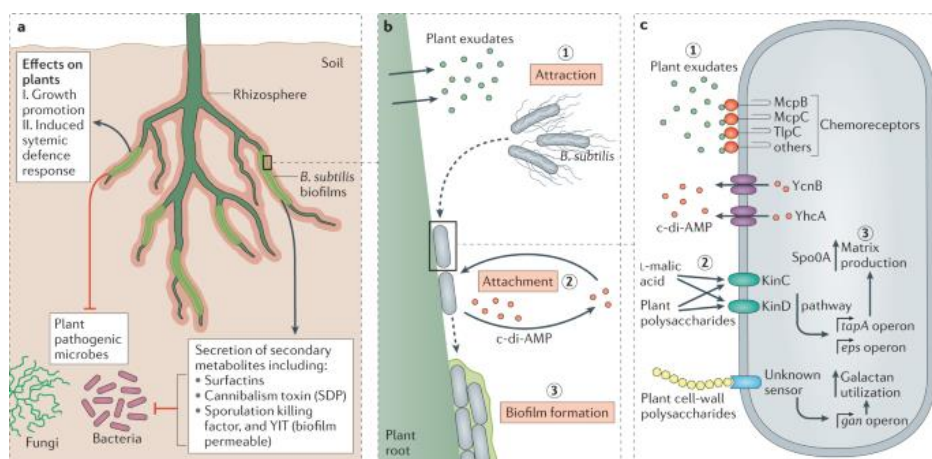 a
Effects on
plants
I. Growth
promotion
II. Induced
sytemic
defence
response
Soil
Rhizosphere
B. subtilis
biofilms
Plant
pathogenic
microbes
Fungi
Bacteria
Secretion of secondary
metabolites including:
• Surfactins
• Cannibalism toxin (SDP)
• Sporulation killing
factor, and YIT (biofilm
permeable)
b
Plant exudates
1
Attraction
B. subtilis
Attachment
2
c-di-AMP
3
Biofilm formation
Plant
root
c
1
Plant exudates
McpB
McpC
TlpC
others
Chemoreceptors
YcnB
YhcA
c-di-AMP
2
L-malic
acid
Plant
polysaccharides
KinC
KinD
Spo0A
pathway
3
Matrix
production
tapA operon
eps operon
Plant cell-wall
polysaccharides
Unknown
sensor
Galactan
utilization
gan operon